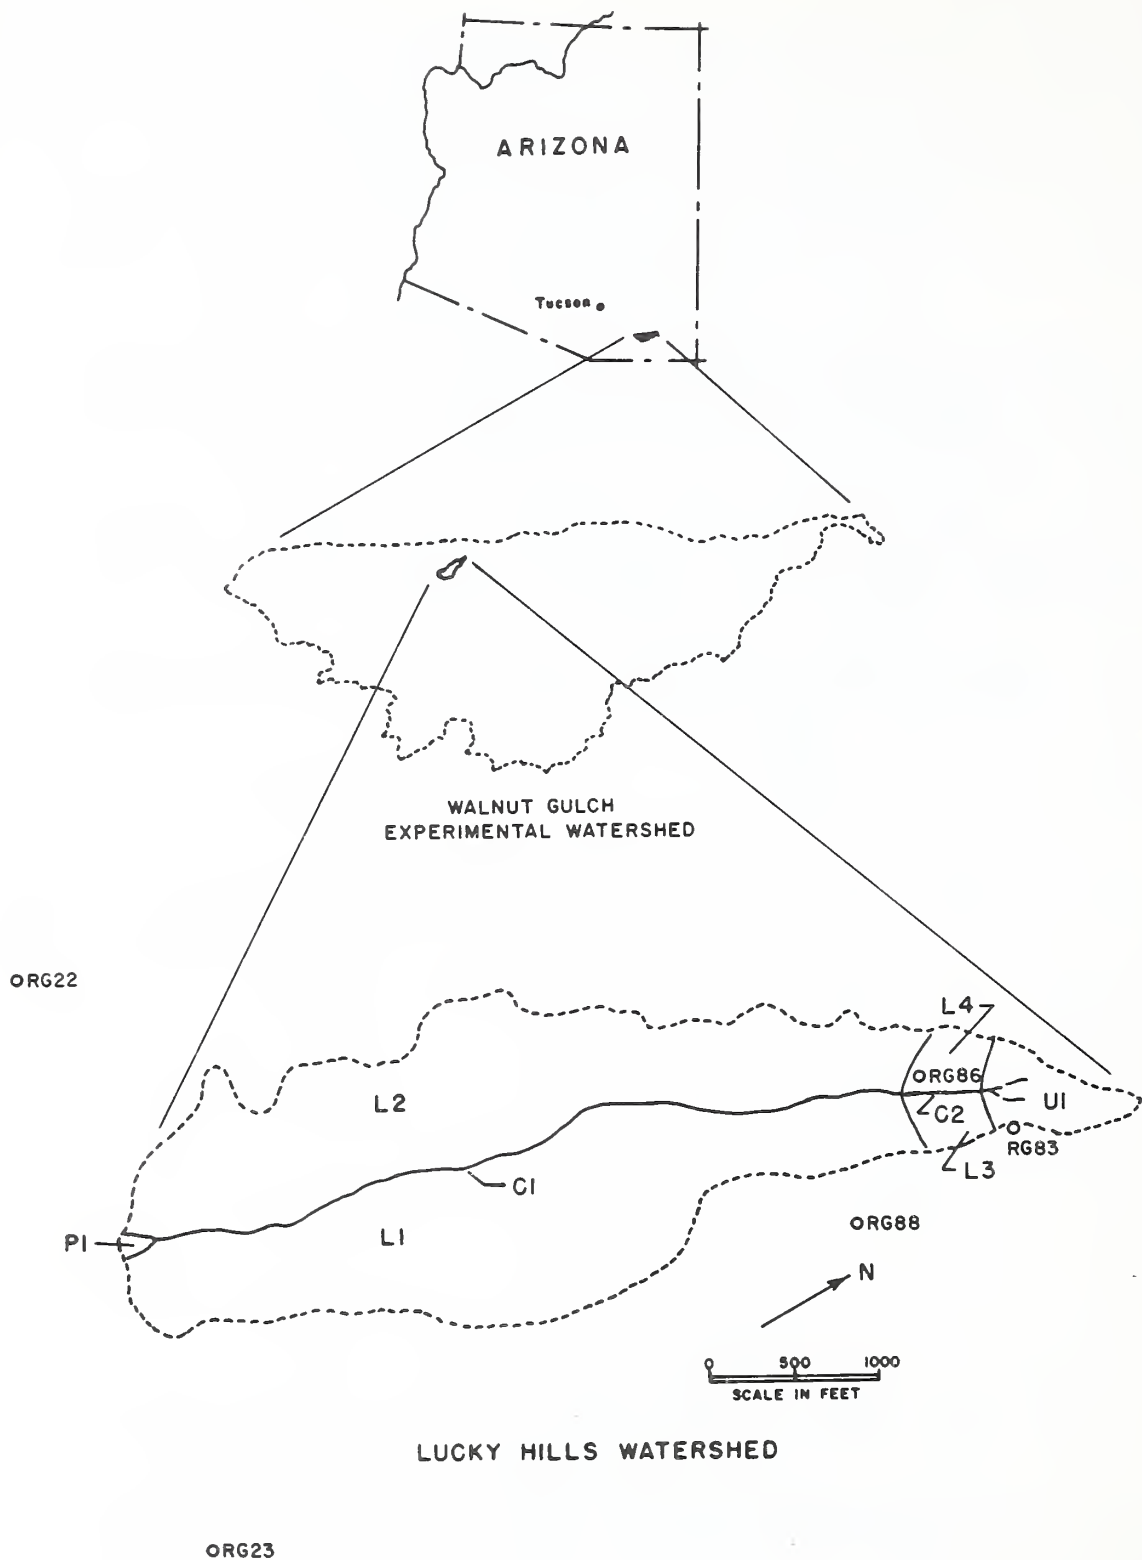 ARIZONA
Tucson
WALNUT GULCH
EXPERIMENTAL WATERSHED
ORG22
L4
ORG86
L2
C2
U1
RG83
L3
C1
ORG88
P1
L1
N
0 500 1000
SCALE IN FEET
LUCKY HILLS WATERSHED
ORG23